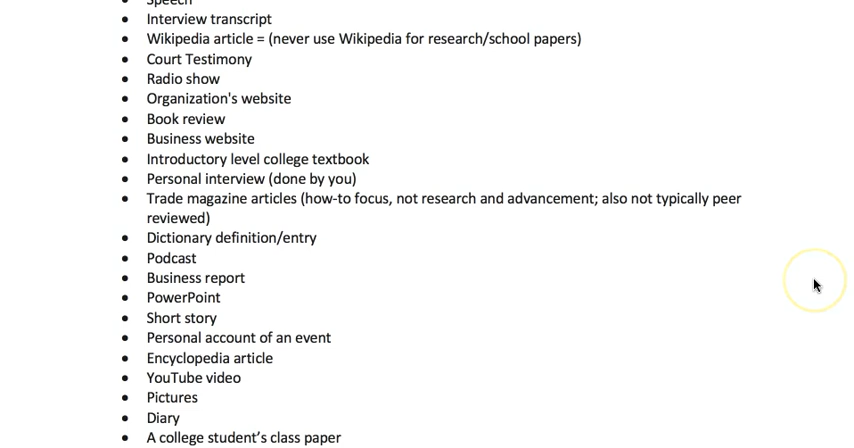 Speech
• Interview transcript
• Wikipedia article = (never use Wikipedia for research/school papers)
• Court Testimony
• Radio show
• Organization's website
• Book review
• Business website
• Introductory level college textbook
• Personal interview (done by you)
• Trade magazine articles (how-to focus, not research and advancement; also not typically peer
reviewed)
• Dictionary definition/entry
• Podcast
• Business report
• PowerPoint
• Short story
• Personal account of an event
• Encyclopedia article
• YouTube video
• Pictures
• Diary
• A college student’s class paper